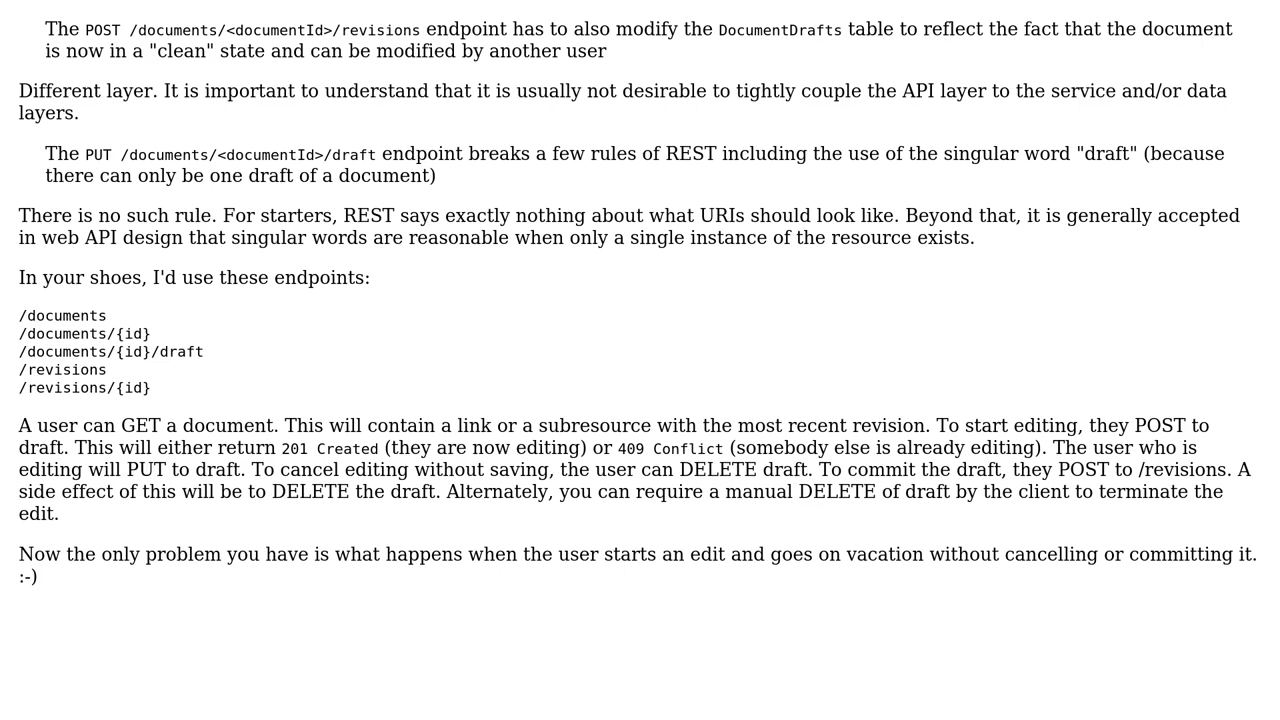 The POST /documents/<documentId>/revisions endpoint has to also modify the DocumentDrafts table to reflect the fact that the document
is now in a "clean" state and can be modified by another user
Different layer. It is important to understand that it is usually not desirable to tightly couple the API layer to the service and/or data
layers.
The PUT /documents/<documentId>/draft endpoint breaks a few rules of REST including the use of the singular word "draft" (because
there can only be one draft of a document)
There is no such rule. For starters, REST says exactly nothing about what URIs should look like. Beyond that, it is generally accepted
in web API design that singular words are reasonable when only a single instance of the resource exists.
In your shoes, I'd use these endpoints:
/documents
/documents/{id}
/documents/{id}/draft
/revisions
/revisions/{id}
A user can GET a document. This will contain a link or a subresource with the most recent revision. To start editing, they POST to
draft. This will either return 201 Created (they are now editing) or 409 Conflict (somebody else is already editing). The user who is
editing will PUT to draft. To cancel editing without saving, the user can DELETE draft. To commit the draft, they POST to /revisions. A
side effect of this will be to DELETE the draft. Alternately, you can require a manual DELETE of draft by the client to terminate the
edit.
Now the only problem you have is what happens when the user starts an edit and goes on vacation without cancelling or committing it.
:-)